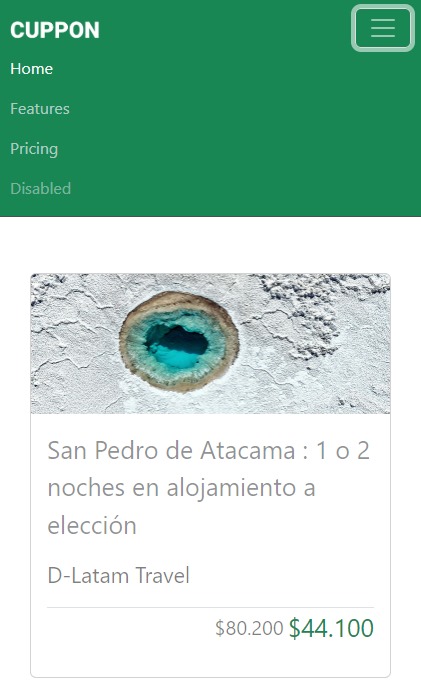 CUPPON
Home
Features
Pricing
Disabled
San Pedro de Atacama : 1 o 2
noches en alojamiento a
elección
D-Latam Travel
$80.200 $44.100